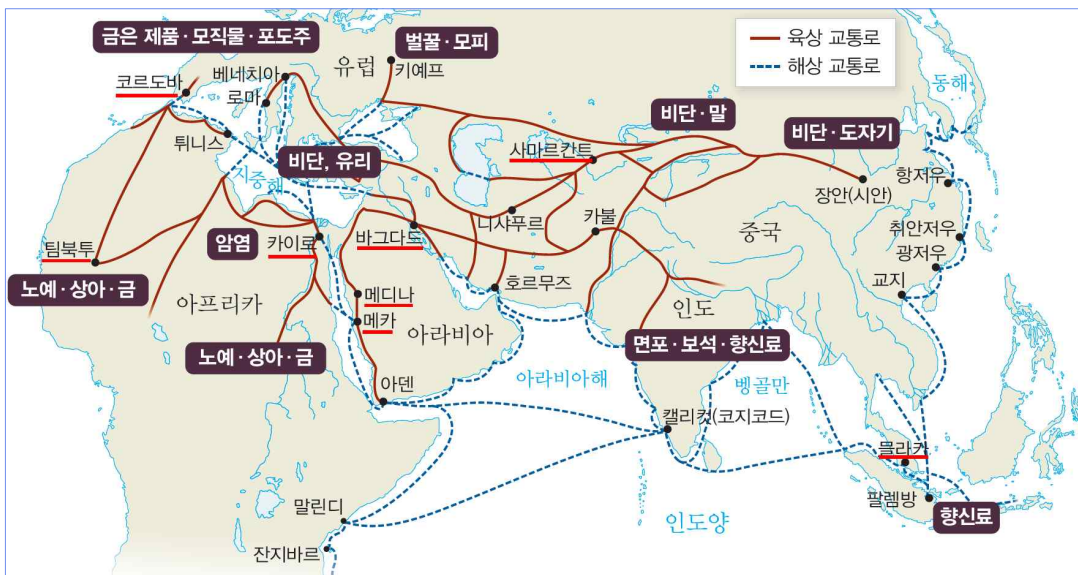 금은 제품·모직물·포도주
벌꿀·모피
육상 교통로
해상 교통로
유럽
키예프
베네치아
코르도바
로마
동해
비단·말
비단·도자기
튀니스
사마르칸트
비단, 유리
지중해
장안(시안)
항저우
니샤푸르
카불
취안저우
중국
암염
카이로
바그다드
팀북투
광저우
노예·상아·금
호르무즈
교지
메디나
아프리카
인도
메카
아라비아
면포·보석·향신료
노예·상아·금
아라비아해
벵골만
아덴
캘리컷(코지코드)
믈라카
팔렘방
말린디
인도양
향신료
잔지바르